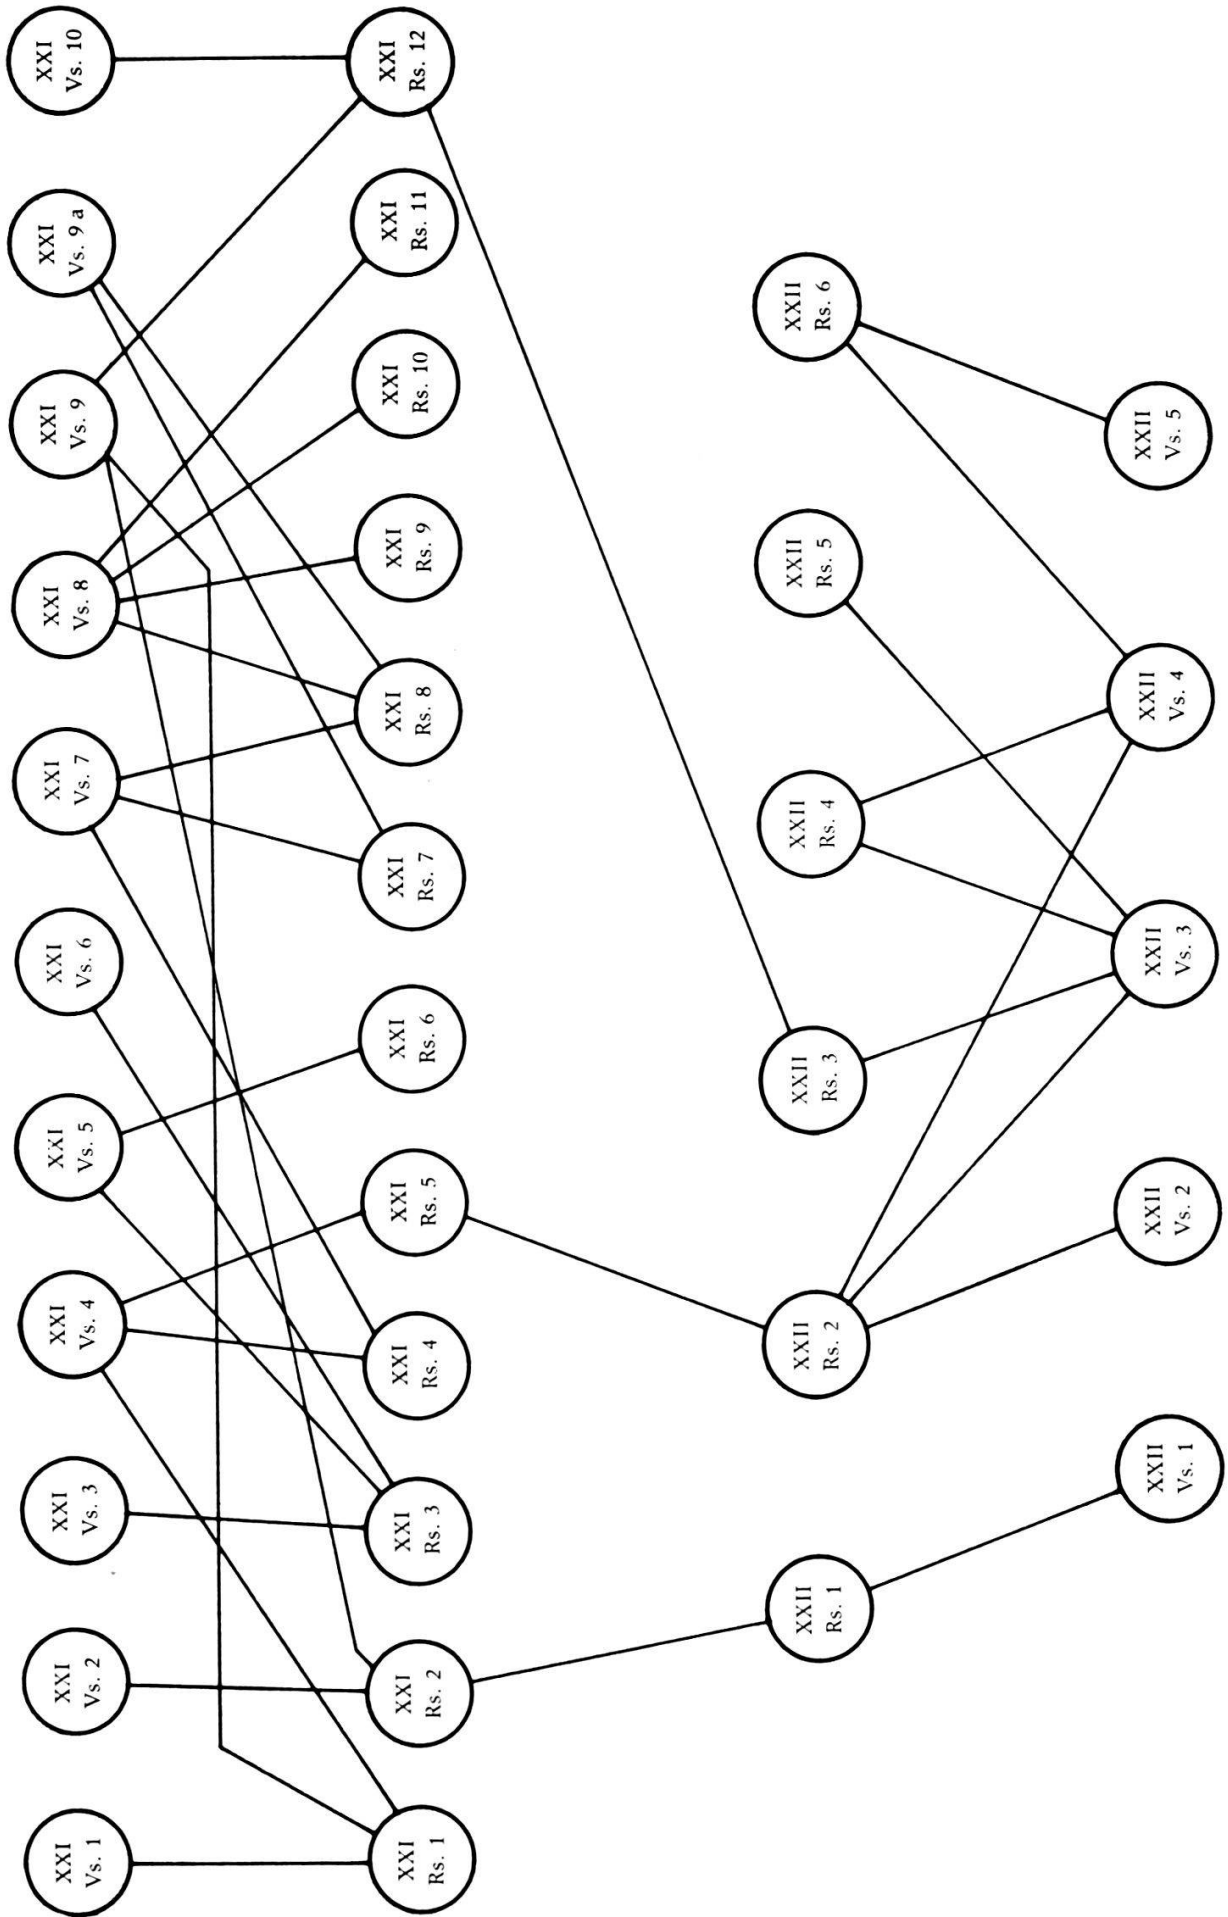 XXI
Vs. 1
XXI
Vs. 2
XXI
Vs. 3
XXI
Vs. 4
XXI
Vs. 5
XXI
Vs. 6
XXI
Vs. 7
XXI
Vs. 8
XXI
Vs. 9
XXI
Vs. 9 a
XXI
Vs. 10
XXI
Rs. 1
XXI
Rs. 2
XXI
Rs. 3
XXI
Rs. 4
XXI
Rs. 5
XXI
Rs. 6
XXI
Rs. 7
XXI
Rs. 8
XXI
Rs. 9
XXI
Rs. 10
XXI
Rs. 11
XXI
Rs. 12
XXII
Rs. 1
XXII
Rs. 2
XXII
Rs. 3
XXII
Rs. 4
XXII
Rs. 5
XXII
Rs. 6
XXII
Vs. 1
XXII
Vs. 2
XXII
Vs. 3
XXII
Vs. 4
XXII
Vs. 5